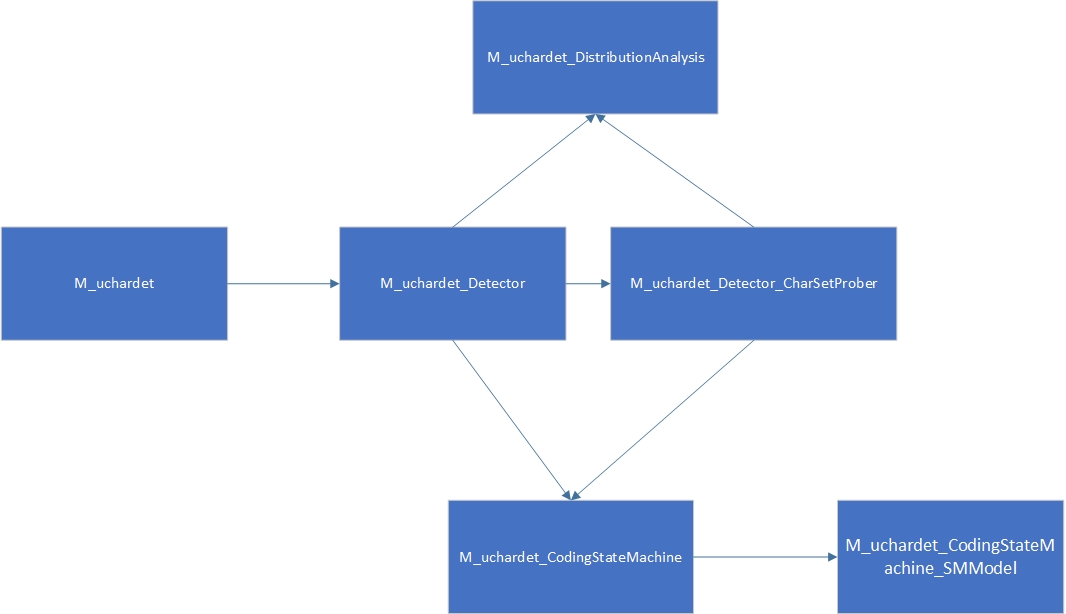 M_uchardet_DistributionAnalysis
M_uchardet
M_uchardet_Detector
M_uchardet_Detector_CharSetProber
M_uchardet_CodingStateMachine
M_uchardet_CodingStateM
achine_SMModel